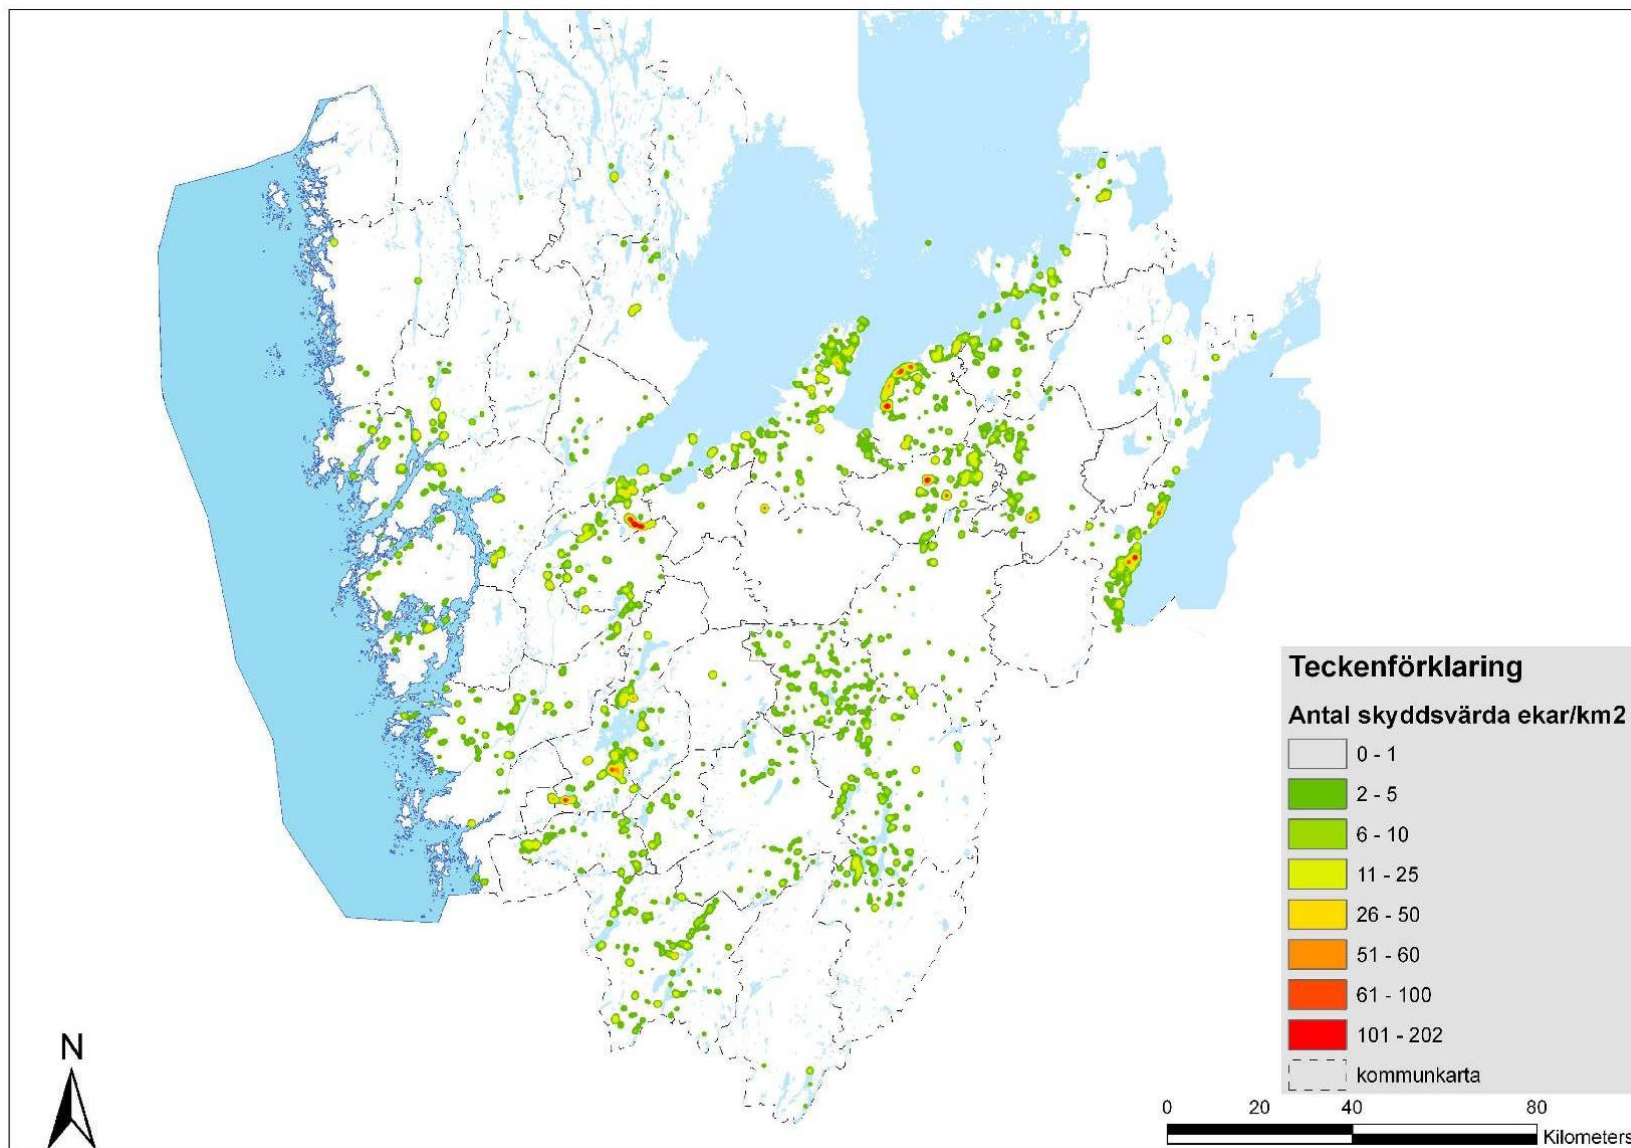 Teckenförklaring
Antal skyddsvärda ekar/km2
0 - 1
2 - 5
6 - 10
11 - 25
26 - 50
51 - 60
61 - 100
101 - 202
kommunkarta
N
0 20 40 80
Kilometers